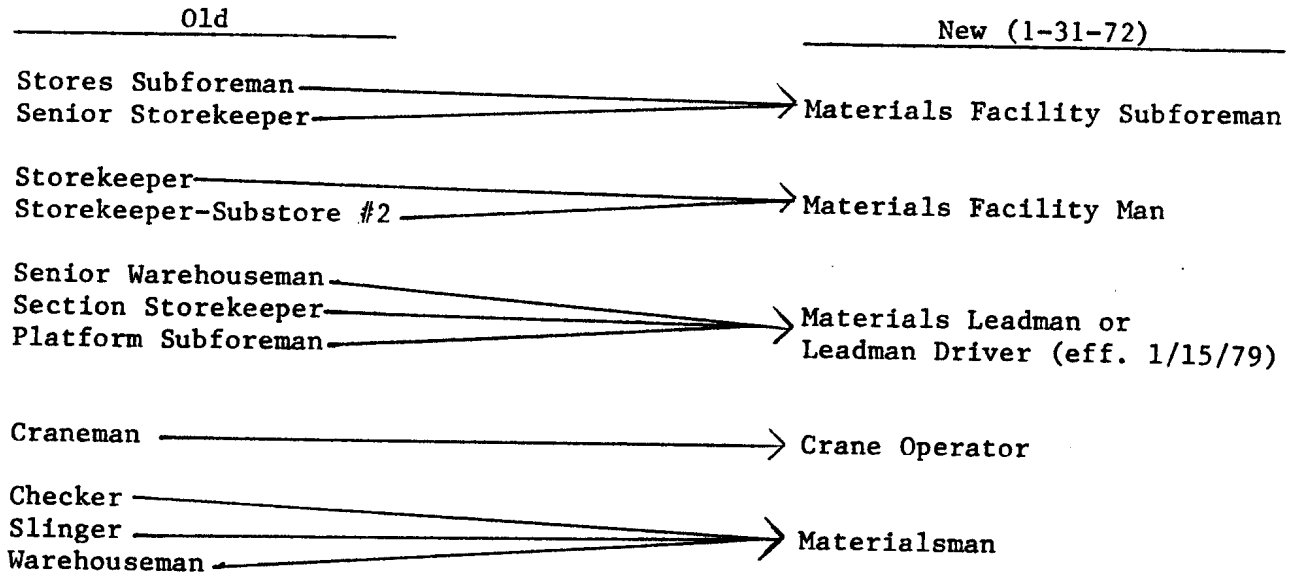 Old
New (1-31-72)
Stores Subforeman
Senior Storekeeper
Materials Facility Subforeman
Storekeeper
Storekeeper-Substore #2
Materials Facility Man
Senior Warehouseman
Section Storekeeper
Platform Subforeman
Materials Leadman or
Leadman Driver (eff. 1/15/79)
Craneman
Crane Operator
Checker
Slinger
Warehouseman
Materialsman